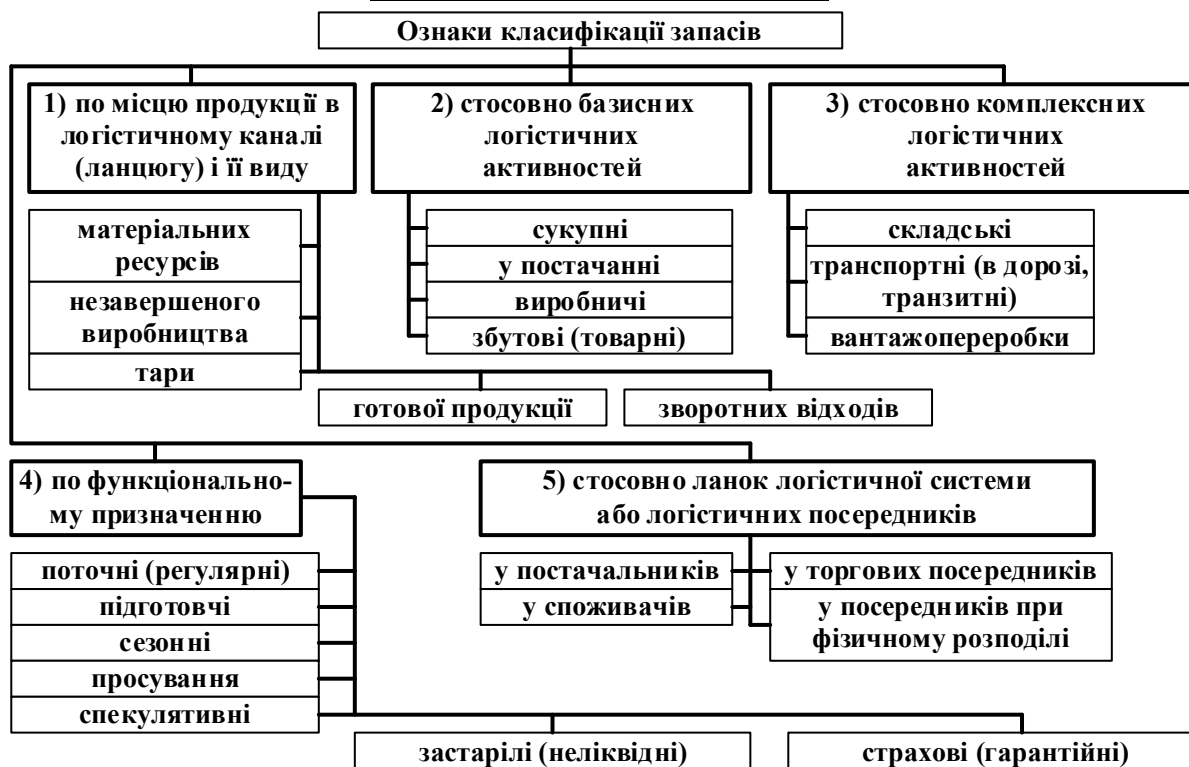 Ознаки класифікації запасів
1) по місцю продукції в
логістичному каналі
(ланцюгу) і її виду
2) стосовно базисних
логістичних
активностей
3) стосовно комплексних
логістичних
активностей
матеріальних
ресурсів
незавершеного
виробництва
тари
сукупні
у постачанні
виробничі
збутові (товарні)
складські
транспортні (в дорозі,
транзитні)
вантажопереробки
готової продукції
зворотних відходів
4) по функціонально-
му призначенню
5) стосовно ланок логістичної системи
або логістичних посередників
поточні (регулярні)
підготовчі
сезонні
просування
спекулятивні
у постачальників
у споживачів
у торгових посередників
у посередників при
фізичному розподілі
застарілі (неліквідні)
страхові (гарантійні)